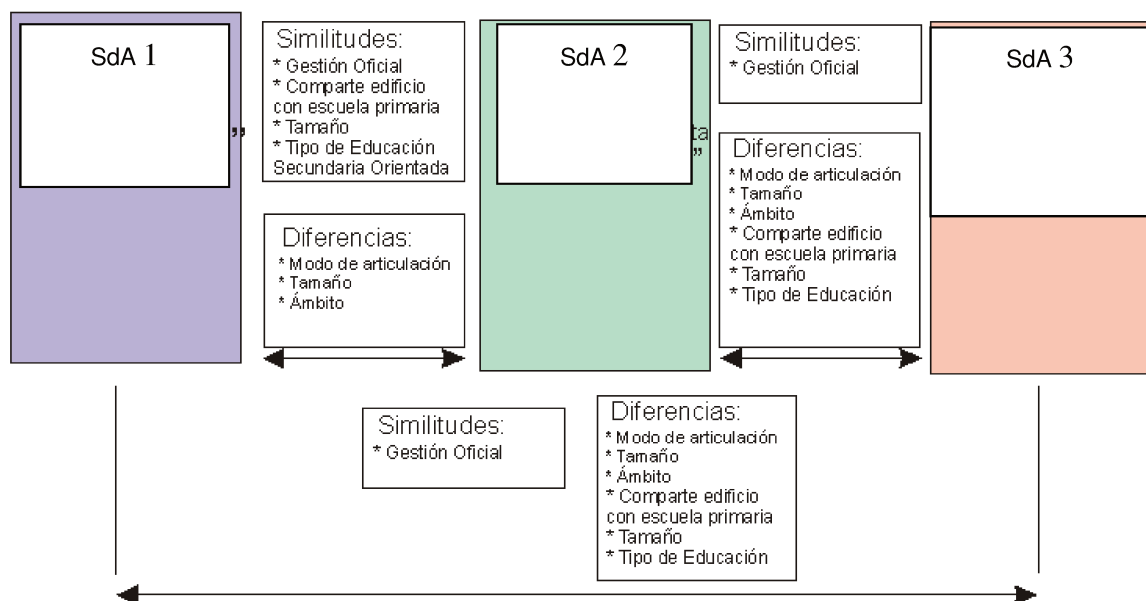 SdA 1
”
Similitudes:
* Gestión Oficial
* Comparte edificio
con escuela primaria
* Tamaño
* Tipo de Educación
Secundaria Orientada
Diferencias:
* Modo de articulación
* Tamaño
* Ámbito
SdA 2
ta
”
Similitudes:
* Gestión Oficial
Diferencias:
* Modo de articulación
* Tamaño
* Ámbito
* Comparte edificio
con escuela primaria
* Tamaño
* Tipo de Educación
SdA 3
Similitudes:
* Gestión Oficial
Diferencias:
* Modo de articulación
* Tamaño
* Ámbito
* Comparte edificio
con escuela primaria
* Tamaño
* Tipo de Educación